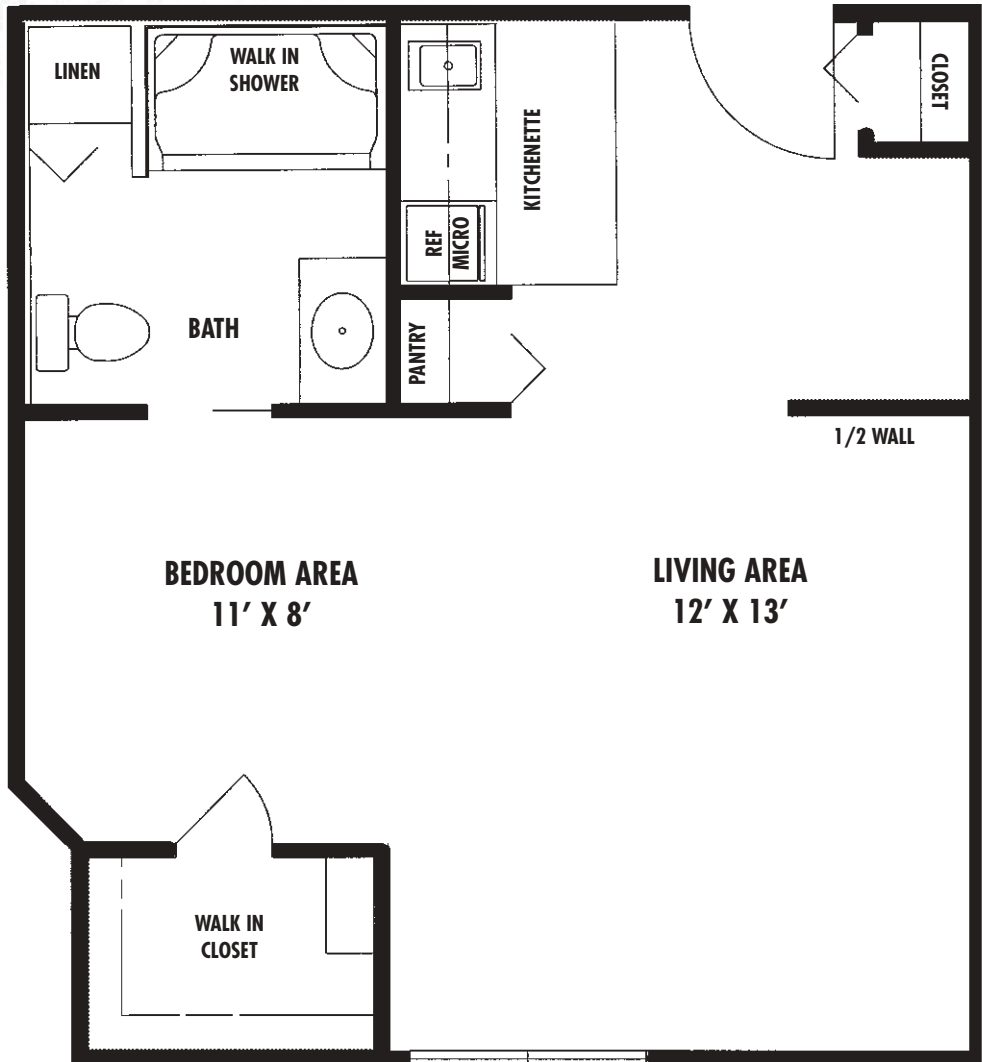 LINEN
WALK IN
SHOWER
KITCHENETTE
CLOSET
REF
MICRO
BATH
PANTRY
1/2 WALL
BEDROOM AREA
11’ X 8’
LIVING AREA
12’ X 13’
WALK IN
CLOSET